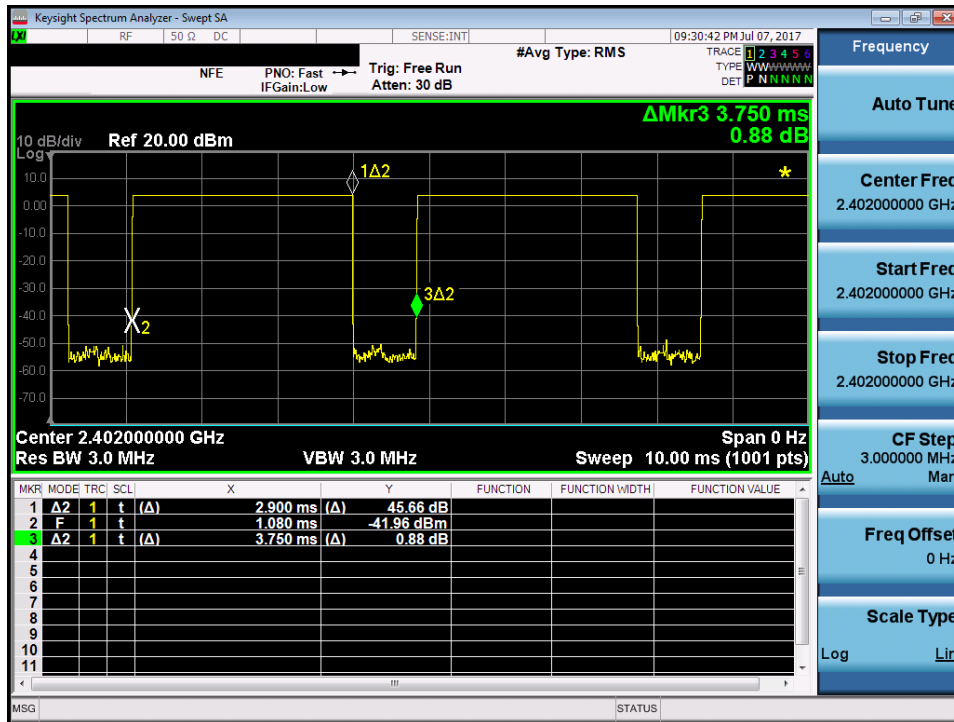 Keysight Spectrum Analyzer - Swept SA
LXI RF 50 Ω DC SENSE:INT 09:30:42 PM Jul 07, 2017
NFE PNO: Fast Trig: Free Run #Avg Type: RMS TRACE 1 2 3 4 5 6
IFGain:Low Atten: 30 dB TYPE WWWWWW
DET P N N N N N
ΔMkr3 3.750 ms
0.88 dB
10 dB/div Ref 20.00 dBm
Log
10.0
0.00
-10.0
-20.0
-30.0
-40.0
-50.0
-60.0
-70.0
1Δ2
2
3Δ2
*
Center 2.402000000 GHz Span 0 Hz
Res BW 3.0 MHz VBW 3.0 MHz Sweep 10.00 ms (1001 pts)
MKR MODE TRC SCL X Y FUNCTION FUNCTION WIDTH FUNCTION VALUE
1 Δ2 1 t (Δ) 2.900 ms (Δ) 45.66 dB
2 F 1 t 1.080 ms -41.96 dBm
3 Δ2 1 t (Δ) 3.750 ms (Δ) 0.88 dB
4
5
6
7
8
9
10
11
MSG STATUS
Frequency
Auto Tune
Center Freq
2.402000000 GHz
Start Freq
2.402000000 GHz
Stop Freq
2.402000000 GHz
CF Step
3.000000 MHz
Auto Man
Freq Offset
0 Hz
Scale Type
Log Lin